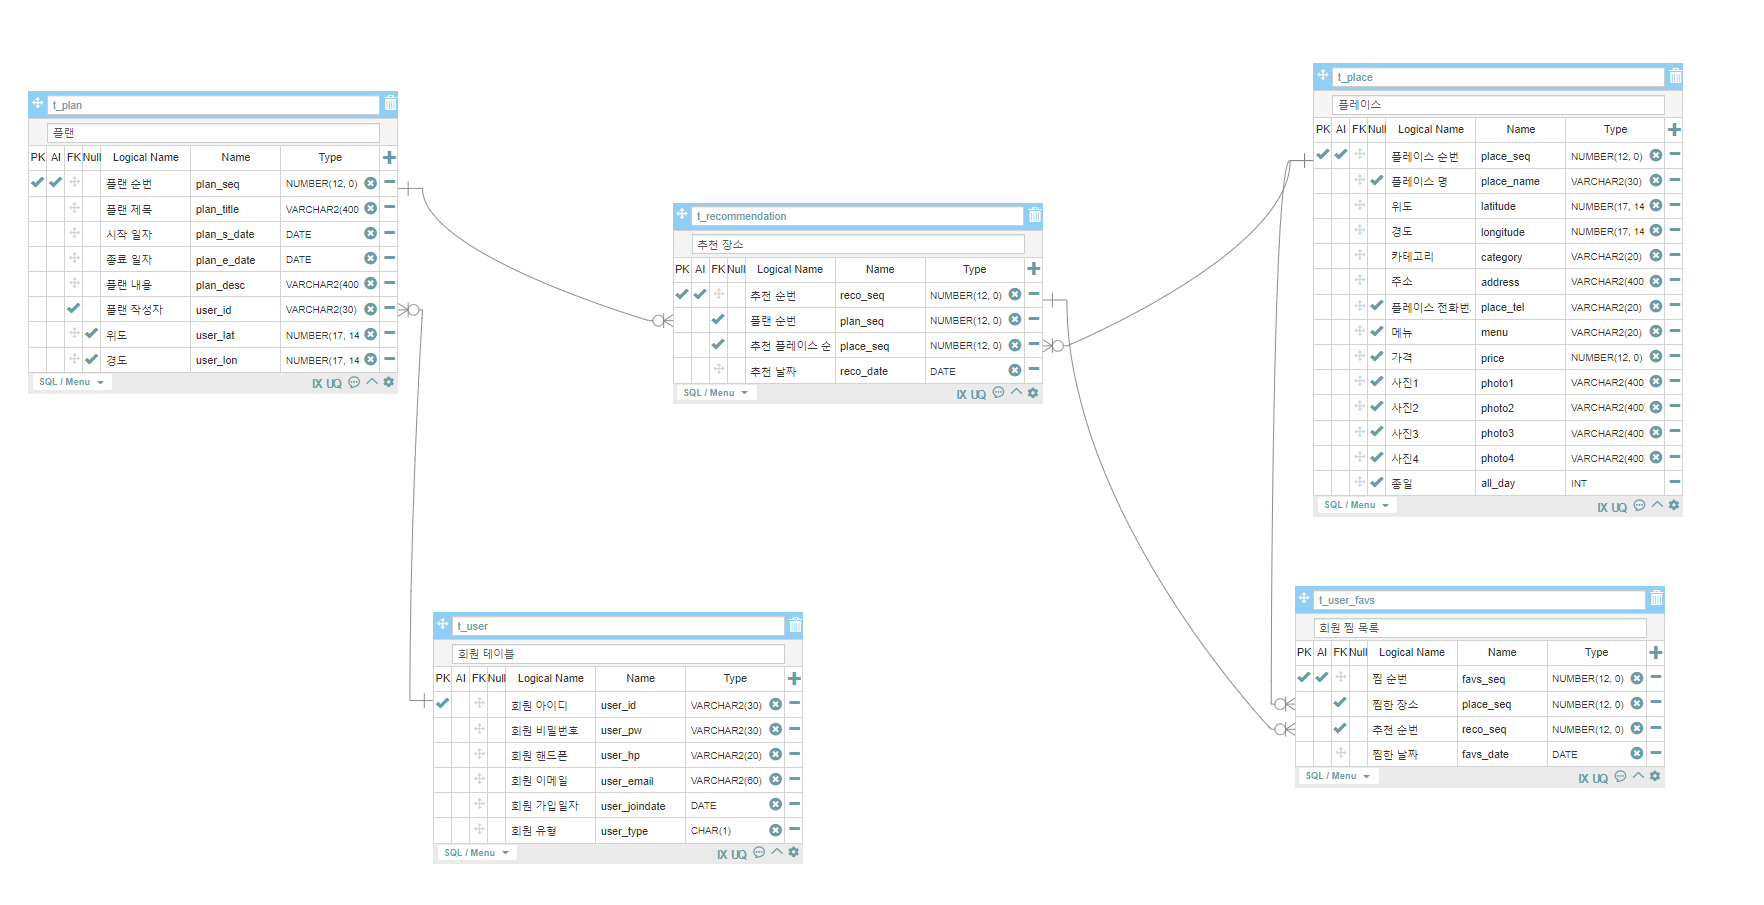 t_plan
플랜
PK AI FK Null Logical Name Name Type
플랜 순번 plan_seq NUMBER(12, 0)
플랜 제목 plan_title VARCHAR2(400
시작 일자 plan_s_date DATE
종료 일자 plan_e_date DATE
플랜 내용 plan_desc VARCHAR2(400
플랜 작성자 user_id VARCHAR2(30)
위도 user_lat NUMBER(17, 14
경도 user_lon NUMBER(17, 14
SQL / Menu IX UQ
t_recommendation
추천 장소
PK AI FK Null Logical Name Name Type
추천 순번 reco_seq NUMBER(12, 0)
플랜 순번 plan_seq NUMBER(12, 0)
추천 플레이스 순 place_seq NUMBER(12, 0)
추천 날짜 reco_date DATE
SQL / Menu IX UQ
t_place
플레이스
PK AI FK Null Logical Name Name Type
플레이스 순번 place_seq NUMBER(12, 0)
플레이스 명 place_name VARCHAR2(30)
위도 latitude NUMBER(17, 14
경도 longitude NUMBER(17, 14
카테고리 category VARCHAR2(20)
주소 address VARCHAR2(400
플레이스 전화번 place_tel VARCHAR2(20)
메뉴 menu VARCHAR2(20)
가격 price NUMBER(12, 0)
사진1 photo1 VARCHAR2(400
사진2 photo2 VARCHAR2(400
사진3 photo3 VARCHAR2(400
사진4 photo4 VARCHAR2(400
종일 all_day INT
SQL / Menu IX UQ
t_user
회원 테이블
PK AI FK Null Logical Name Name Type
회원 아이디 user_id VARCHAR2(30)
회원 비밀번호 user_pw VARCHAR2(30)
회원 핸드폰 user_hp VARCHAR2(20)
회원 이메일 user_email VARCHAR2(60)
회원 가입일자 user_joindate DATE
회원 유형 user_type CHAR(1)
SQL / Menu IX UQ
t_user_favs
회원 찜 목록
PK AI FK Null Logical Name Name Type
찜 순번 favs_seq NUMBER(12, 0)
찜한 장소 place_seq NUMBER(12, 0)
추천 순번 reco_seq NUMBER(12, 0)
찜한 날짜 favs_date DATE
SQL / Menu IX UQ